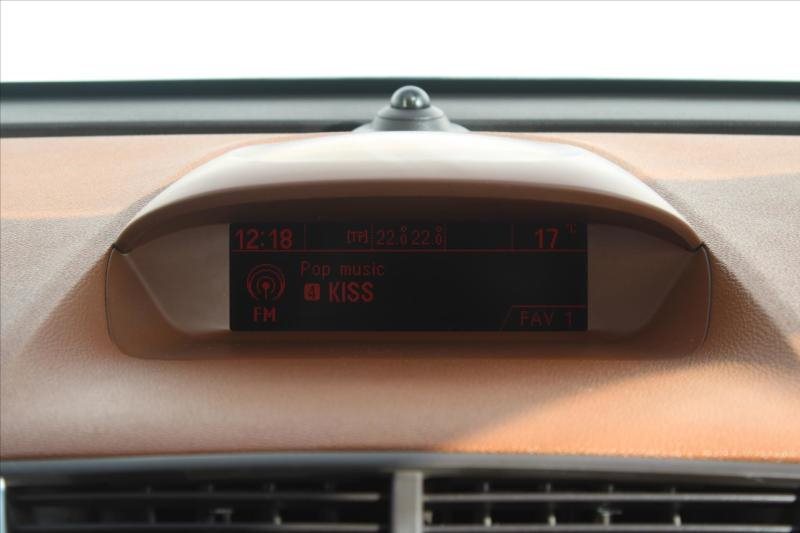 12:18 [TP] 22.0 22.0 17 °C
Pop music
4 KISS
FM
FAV 1